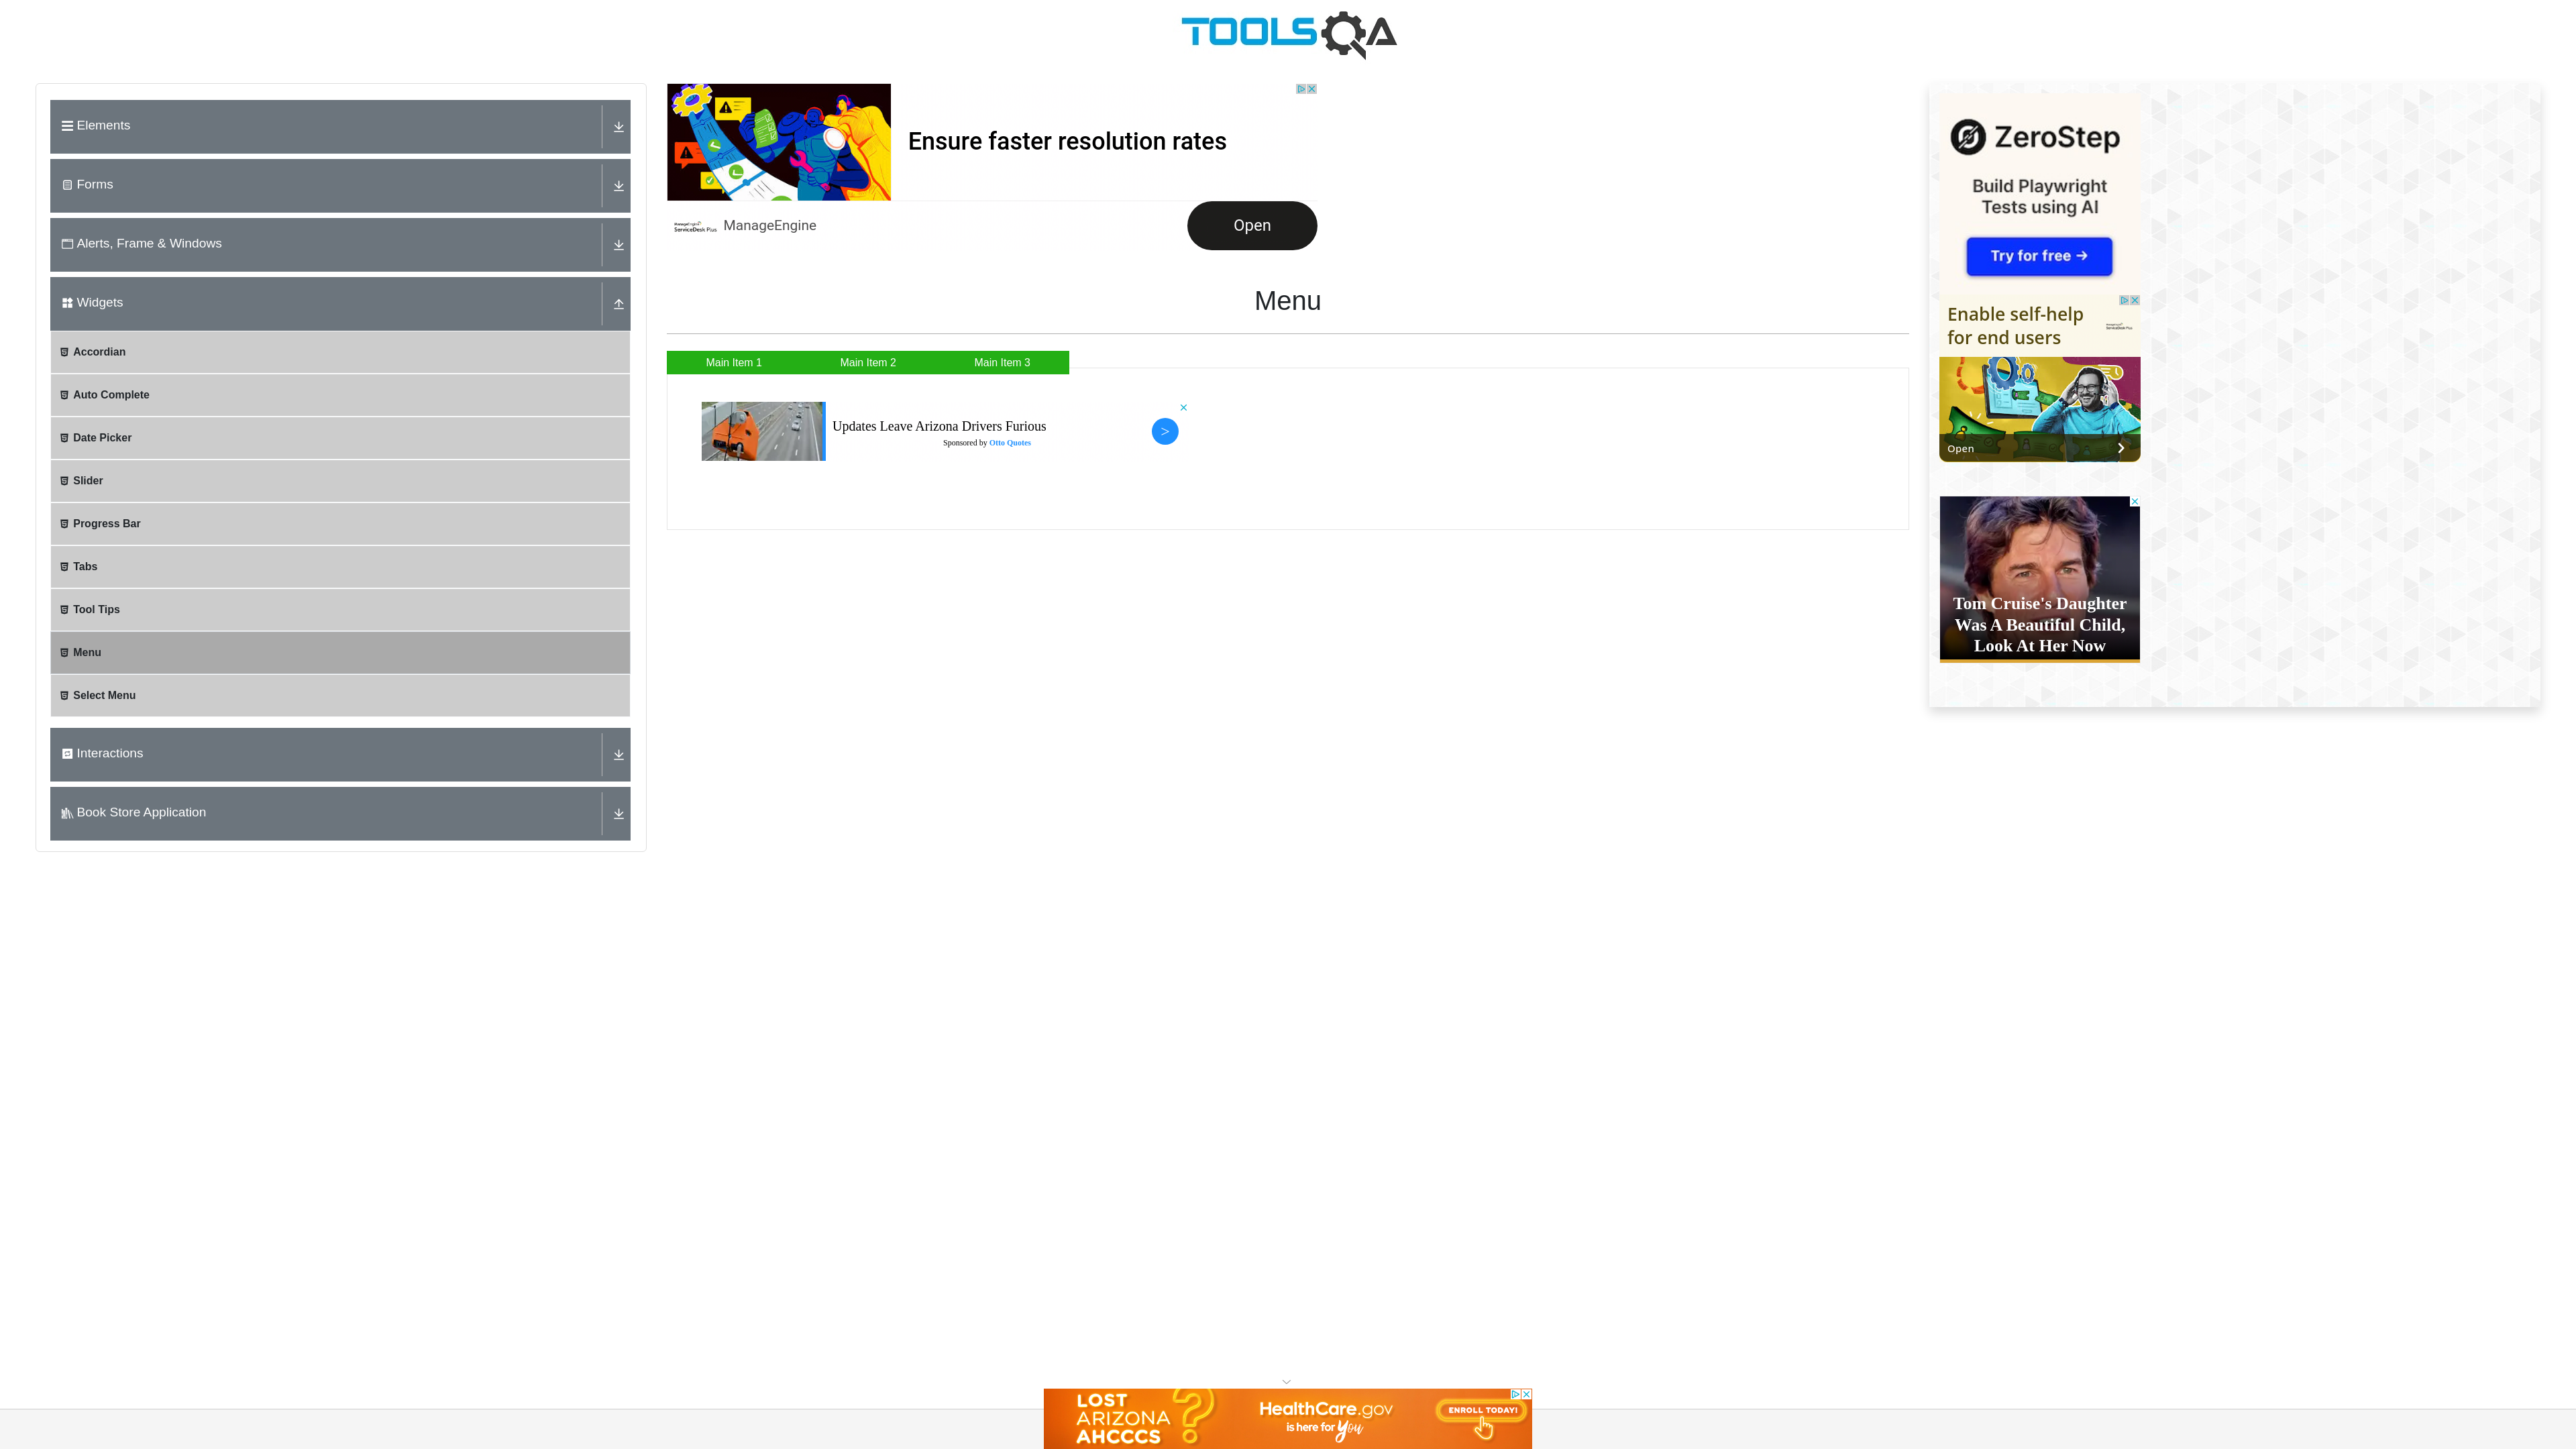 TOOLSQA
Elements
Forms
Alerts, Frame & Windows
Widgets
Accordian
Auto Complete
Date Picker
Slider
Progress Bar
Tabs
Tool Tips
Menu
Select Menu
Interactions
Book Store Application
Ensure faster resolution rates
ManageEngine
ServiceDesk Plus
ManageEngine
Open
Menu
Main Item 1
Main Item 2
Main Item 3
Updates Leave Arizona Drivers Furious
Sponsored by Otto Quotes
>
ZeroStep
Build Playwright
Tests using AI
Try for free →
Enable self-help
for end users
Open
Tom Cruise's Daughter
Was A Beautiful Child,
Look At Her Now
LOST
ARIZONA
AHCCCS
?
HealthCare.gov
is here for You
ENROLL TODAY!